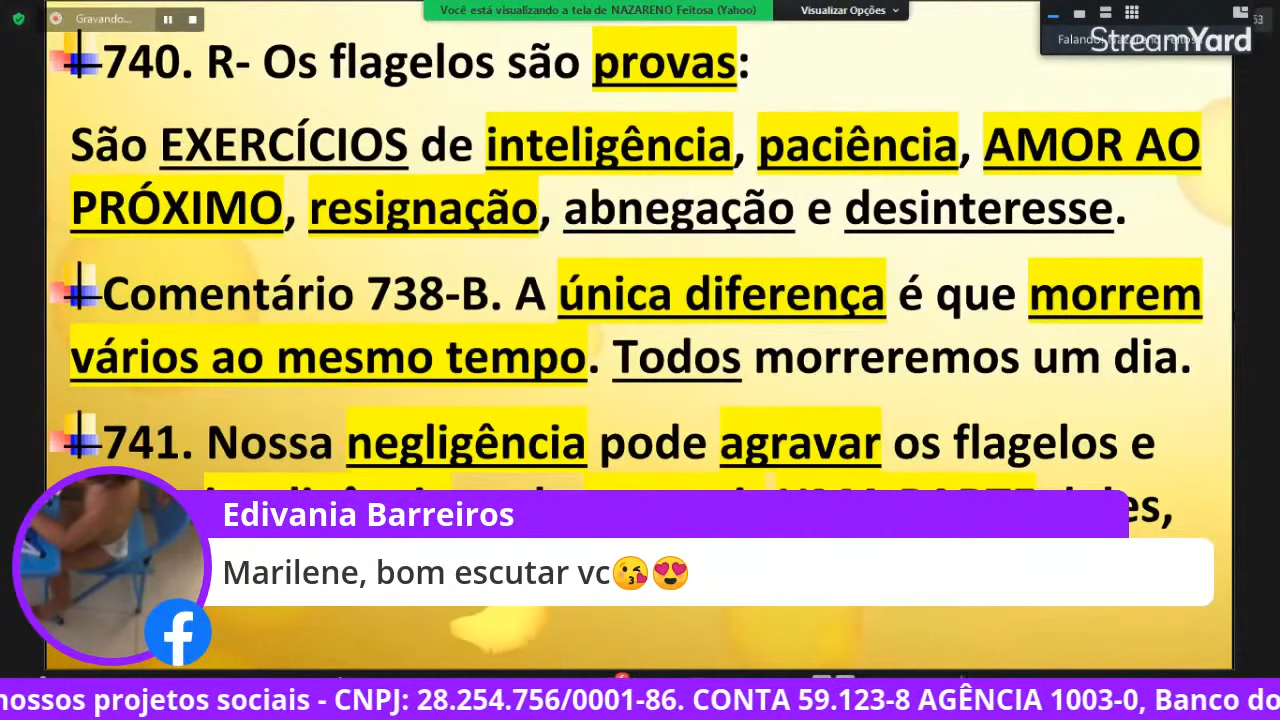 Gravando...
Você está visualizando a tela de NAZARENO Feitosa (Yahoo)
Visualizar Opções
StreamYard
740. R- Os flagelos são provas:
São EXERCÍCIOS de inteligência, paciência, AMOR AO
PRÓXIMO, resignação, abnegação e desinteresse.
Comentário 738-B. A única diferença é que morrem
vários ao mesmo tempo. Todos morreremos um dia.
741. Nossa negligência pode agravar os flagelos e
Edivania Barreiros
Marilene, bom escutar vc😘😍
nossos projetos sociais - CNPJ: 28.254.756/0001-86. CONTA 59.123-8 AGÊNCIA 1003-0, Banco do